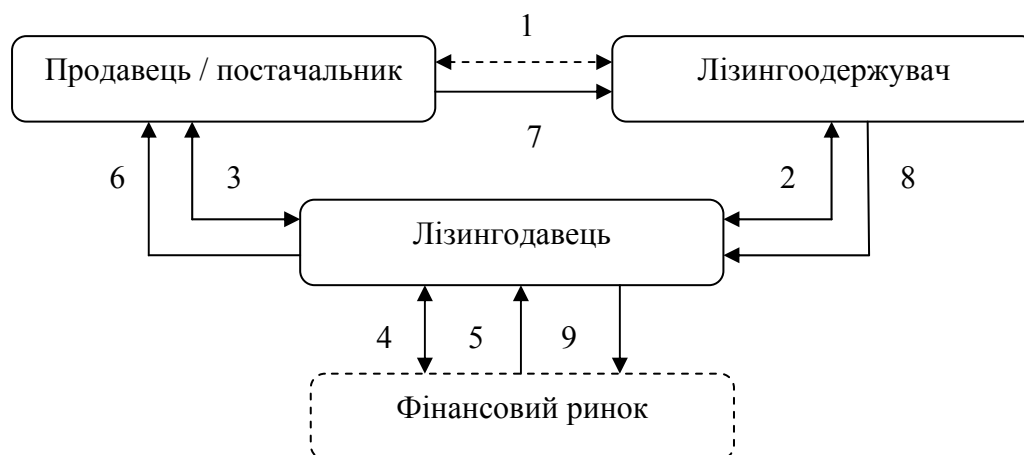 1
Продавець / постачальник
Лізингоодержувач
7
6
3
2
8
Лізингодавець
4
5
9
Фінансовий ринок